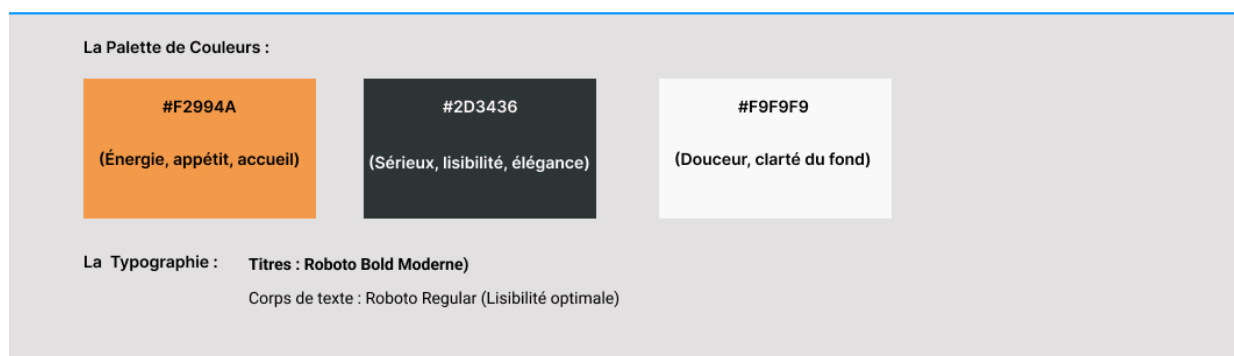 La Palette de Couleurs :
#F2994A
#2D3436
#F9F9F9
(Énergie, appétit, accueil)
(Sérieux, lisibilité, élégance)
(Douceur, clarté du fond)
La Typographie :
Titres : Roboto Bold Moderne)
Corps de texte : Roboto Regular (Lisibilité optimale)